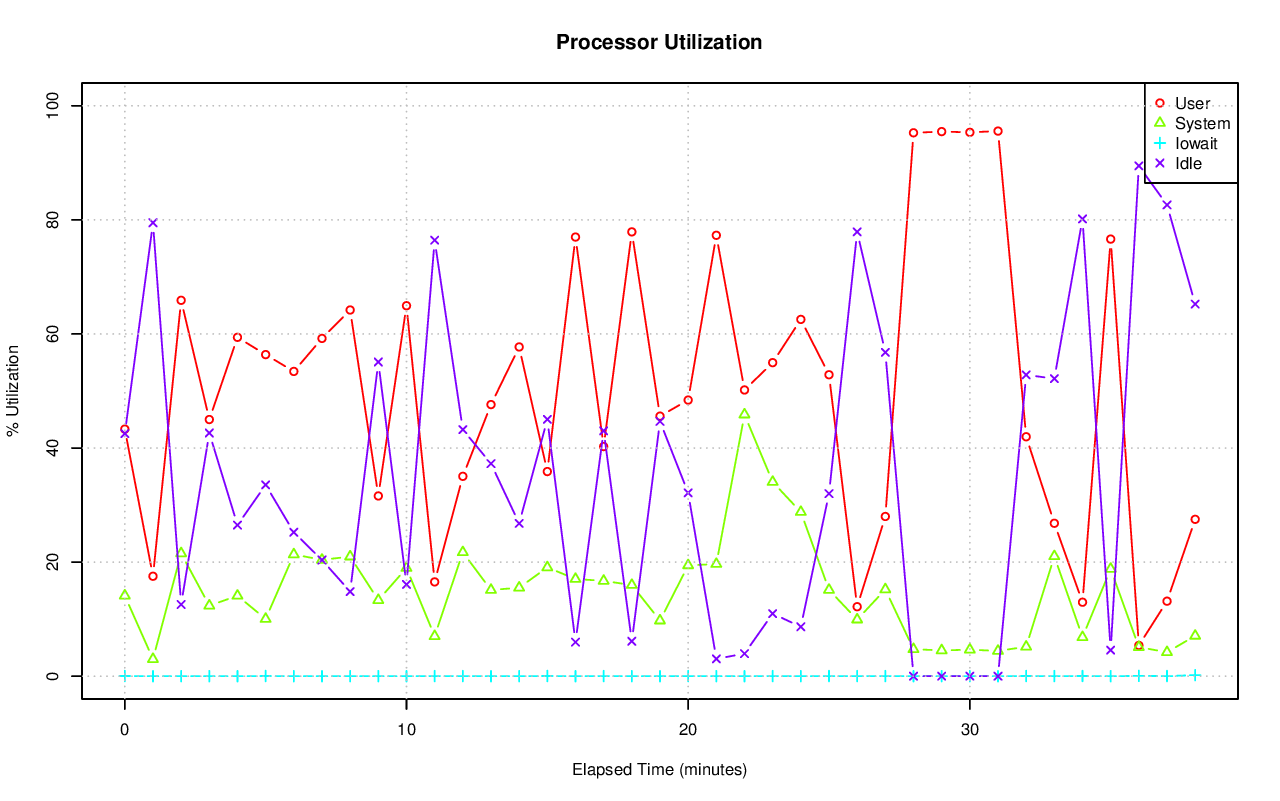 Processor Utilization
100
80
60
40
20
0
% Utilization
User
System
Iowait
Idle
0
10
20
30
Elapsed Time (minutes)